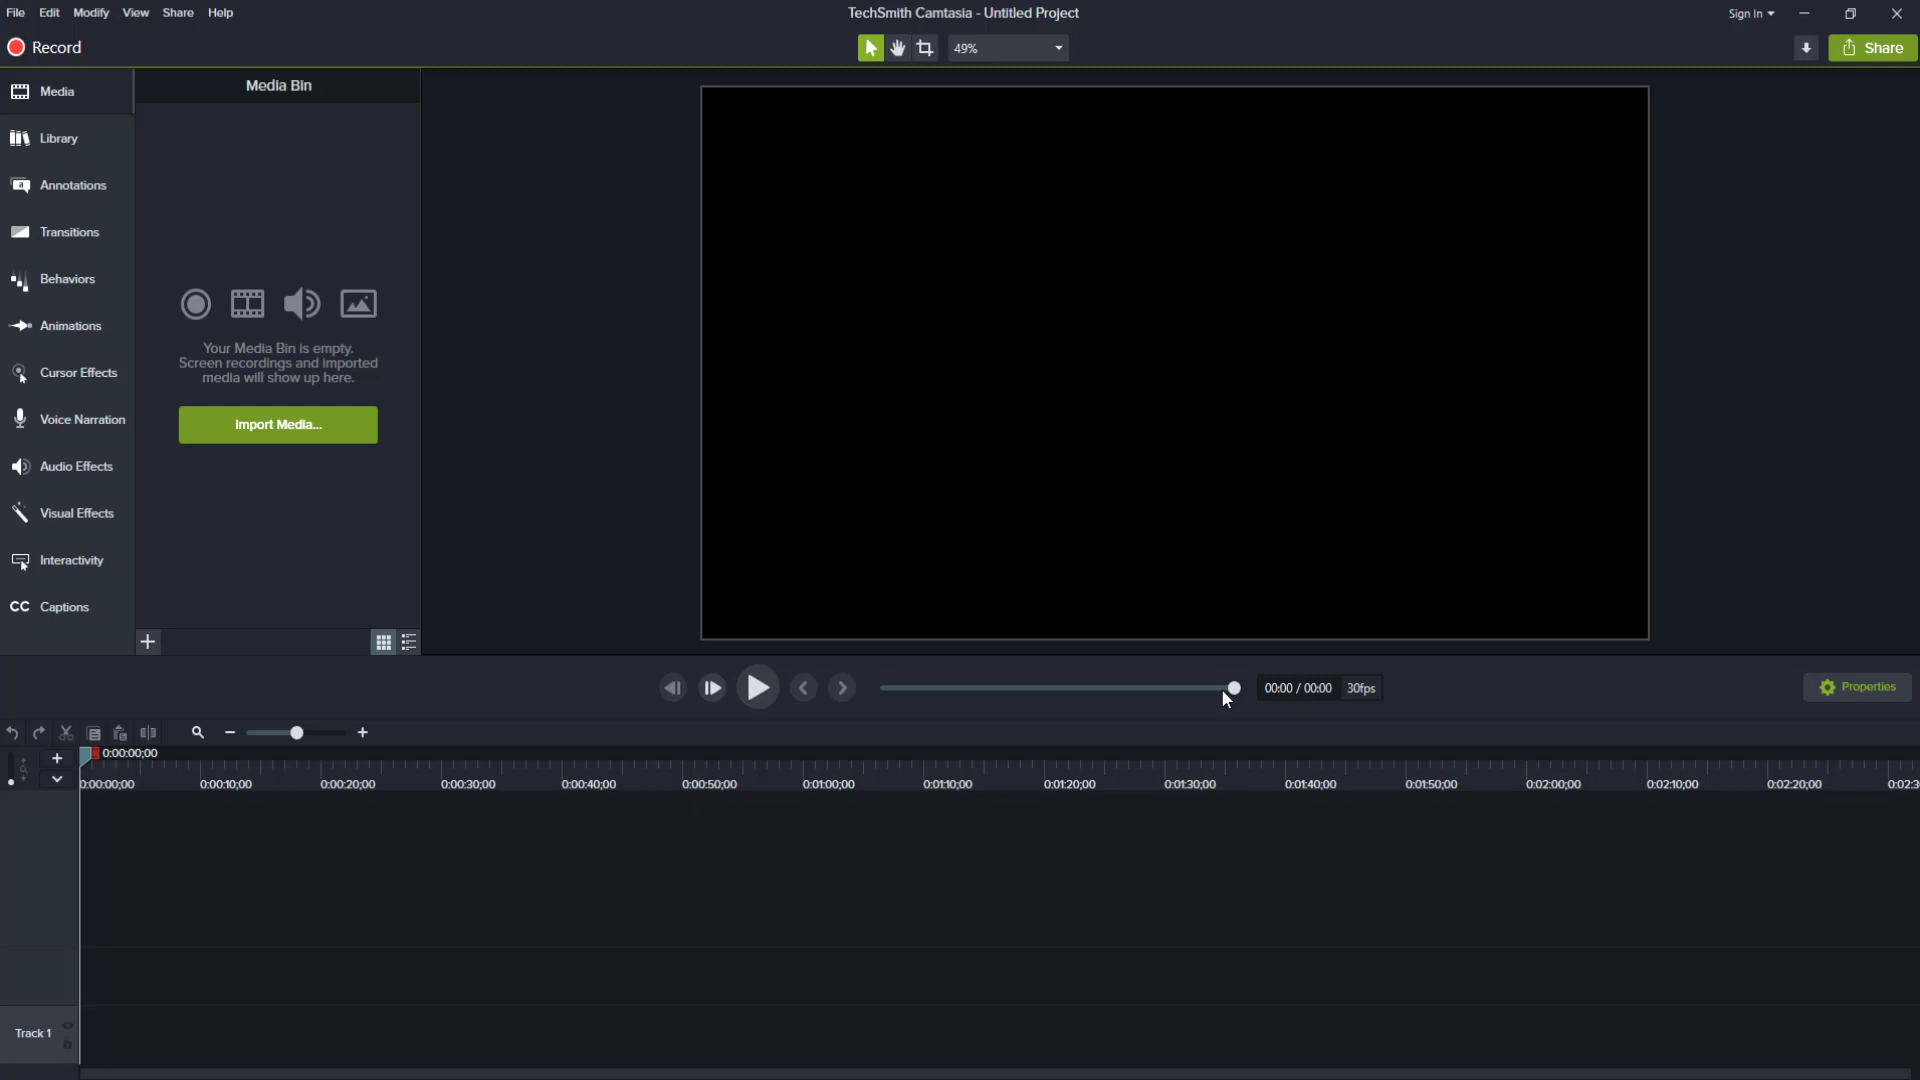 File Edit Modify View Share Help
TechSmith Camtasia - Untitled Project
Sign In
Record
49%
Share
Media
Media Bin
Library
Annotations
Transitions
Behaviors
Animations
Cursor Effects
Voice Narration
Audio Effects
Visual Effects
Interactivity
CC Captions
Your Media Bin is empty.
Screen recordings and imported
media will show up here.
Import Media...
00:00 / 00:00 30fps
Properties
0:00:00;00
0:00:00;00 0:00:10;00 0:00:20;00 0:00:30;00 0:00:40;00 0:00:50;00 0:01:00;00 0:01:10;00 0:01:20;00 0:01:30;00 0:01:40;00 0:01:50;00 0:02:00;00 0:02:10;00 0:02:20;00 0:02:3
Track 1